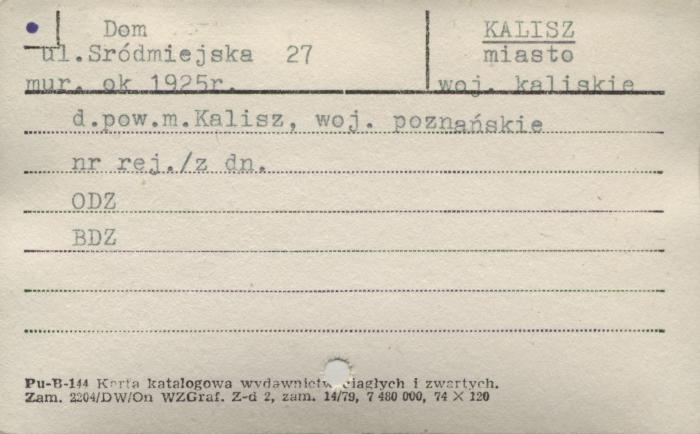 Dom
ul.Sródmiejska 27
mur. ok 1925r.
KALISZ
miasto
woj. kaliskie
d.pow.m.Kalisz, woj. poznańskie
nr rej./z dn.
ODZ
BDZ
Pu-B-144 Karta katalogowa wydawnictw ciągłych i zwartych.
Zam. 2204/DW/On WZGraf. Z-d 2, zam. 14/79, 7 480 000, 74 × 120